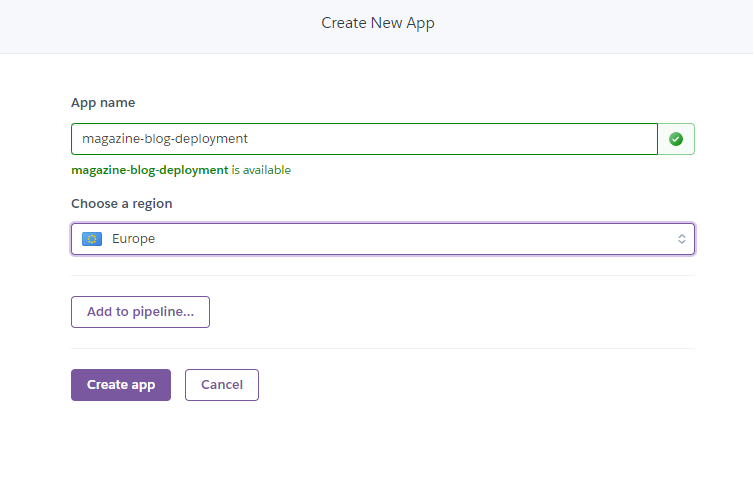 Create New App
App name
magazine-blog-deployment
magazine-blog-deployment is available
Choose a region
Europe
Add to pipeline...
Create app
Cancel